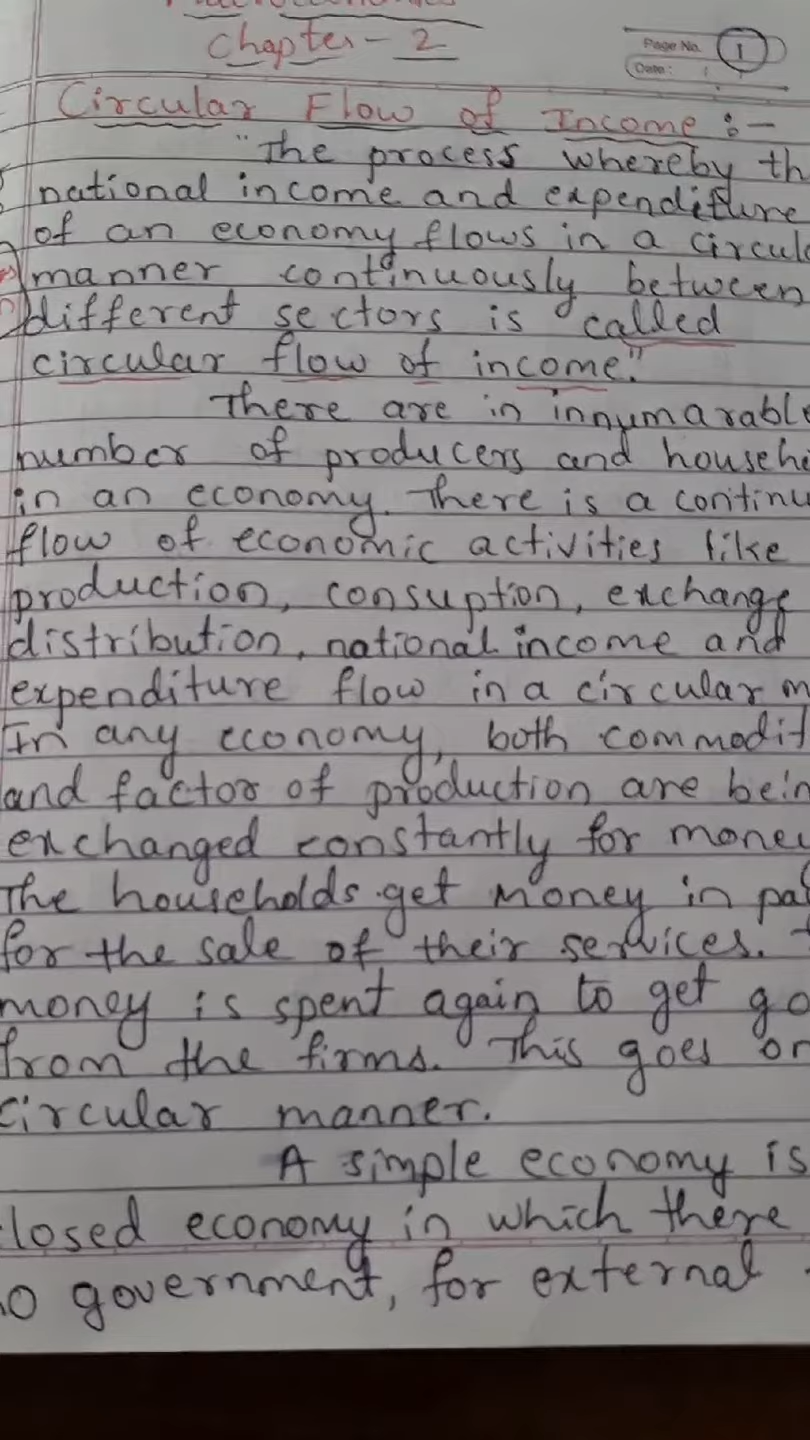 Chapter - 2
Page No. 1
Date :
Circular Flow of Income :-
"The process whereby th
national income and expenditure
of an economy flows in a circul
manner continuously between
different sectors is called
circular flow of income."
There are in innumarable
number of producers and househ
in an economy. There is a continu
flow of economic activities like
production, consuption, exchange
distribution, national income and
expenditure flow in a circular m
In any economy, both commodit
and factor of production are bein
exchanged constantly for money
The households get money in pa
for the sale of their services.
money is spent again to get go
from the firms. This goes on
circular manner.
A simple economy is
losed economy in which there
o government, for external